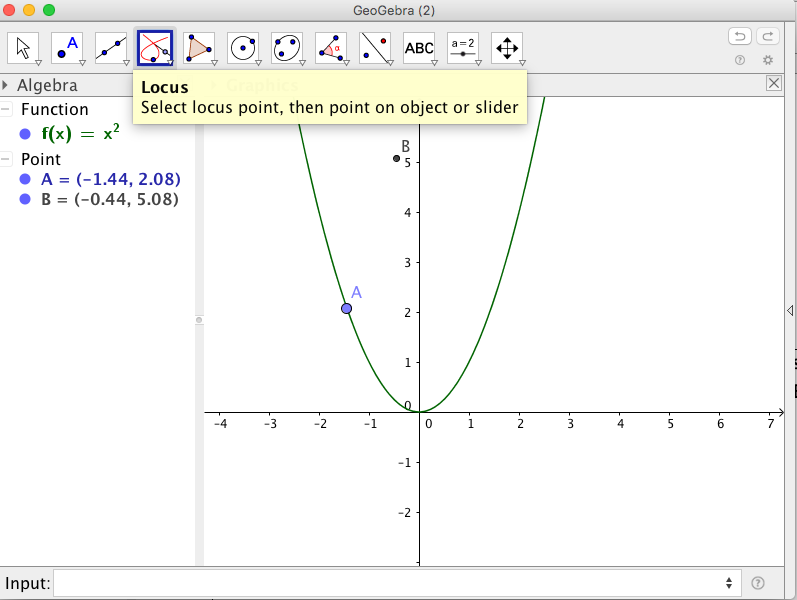 GeoGebra (2)
A
α
ABC
a=2
Algebra
Graphics
Locus
Select locus point, then point on object or slider
Function
f(x) = x²
Point
A = (-1.44, 2.08)
B = (-0.44, 5.08)
B
5
4
3
A
2
1
0
-4 -3 -2 -1 0 1 2 3 4 5 6 7
-1
-2
Input: